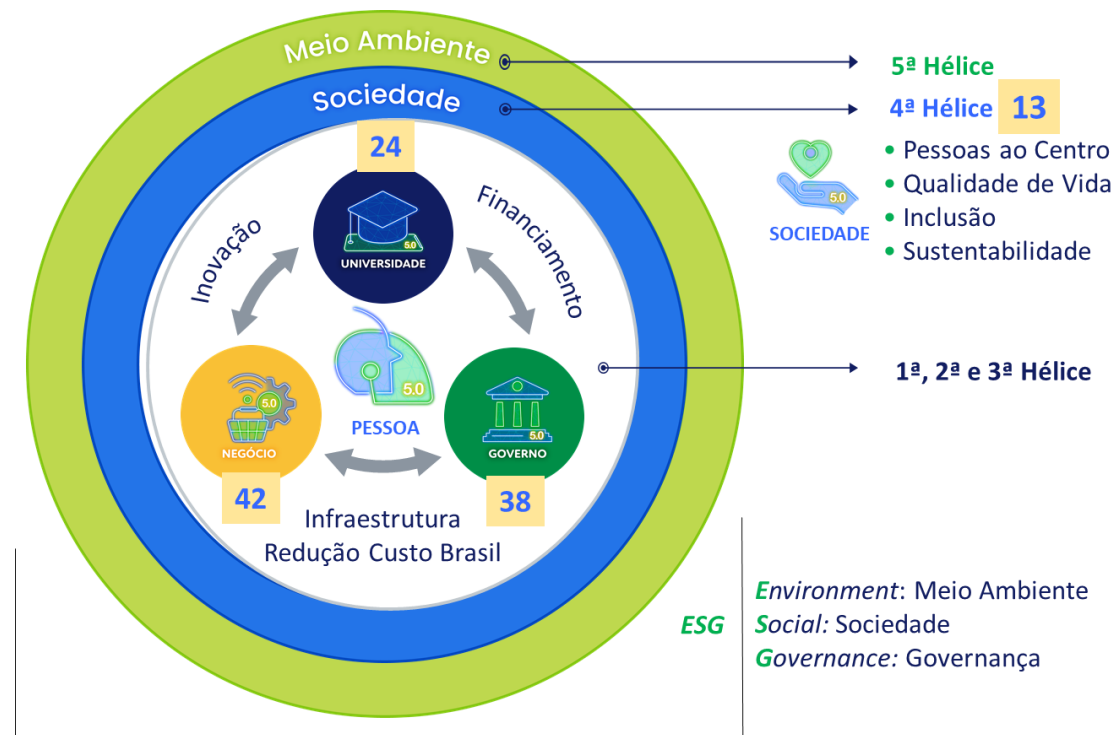 Meio Ambiente
5ª Hélice
Sociedade
4ª Hélice 13
24
• Pessoas ao Centro
• Qualidade de Vida
• Inclusão
• Sustentabilidade
5.0
SOCIEDADE
Inovação
Financiamento
5.0
UNIVERSIDADE
1ª, 2ª e 3ª Hélice
5.0
PESSOA
5.0
NEGÓCIO
5.0
GOVERNO
42
38
Infraestrutura
Redução Custo Brasil
ESG
Environment: Meio Ambiente
Social: Sociedade
Governance: Governança